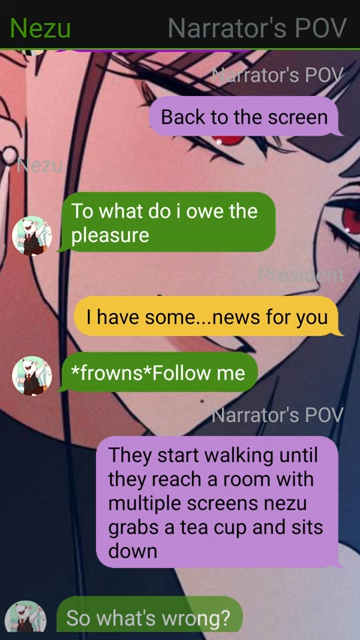 Nezu
Narrator's POV
Narrator's POV
Back to the screen
Nezu
To what do i owe the
pleasure
President
I have some...news for you
*frowns*Follow me
Narrator's POV
They start walking until
they reach a room with
multiple screens nezu
grabs a tea cup and sits
down
So what's wrong?